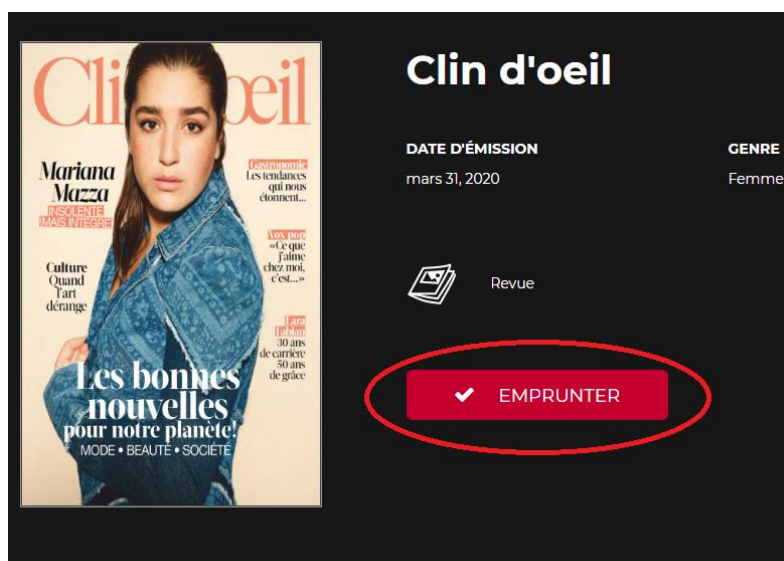 Clin d'oeil
Mariana
Mazza
INSOLENTE
MAIS INTÈGRE
Culture
Quand
l'art
dérange
Gastronomie
Les tendances
qui nous
étonnent...
Vox pop
«Ce que
j'aime
chez moi,
c'est...»
Lara
Fabian
30 ans
de carrière
50 ans
de grâce
Les bonnes
nouvelles
pour notre planète!
MODE • BEAUTÉ • SOCIÉTÉ
Clin d'oeil
DATE D'ÉMISSION
mars 31, 2020
GENRE
Femme
Revue
EMPRUNTER